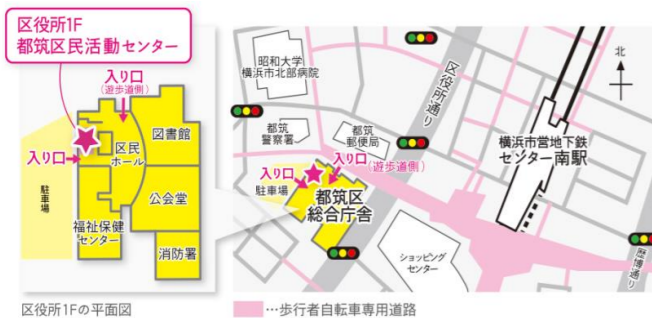 区役所1F
都筑区民活動センター
入り口
(遊歩道側)
図書館
区民
ホール
入り口
駐車場
公会堂
福祉保健
センター
消防署
区役所1Fの平面図
昭和大学
横浜市北部病院
区役所通り
北
都筑
警察署
都筑
郵便局
横浜市営地下鉄
センター南駅
入り口
(遊歩道側)
入り口
駐車場
都筑区
総合庁舎
ショッピング
センター
歴博通り
…歩行者自転車専用道路